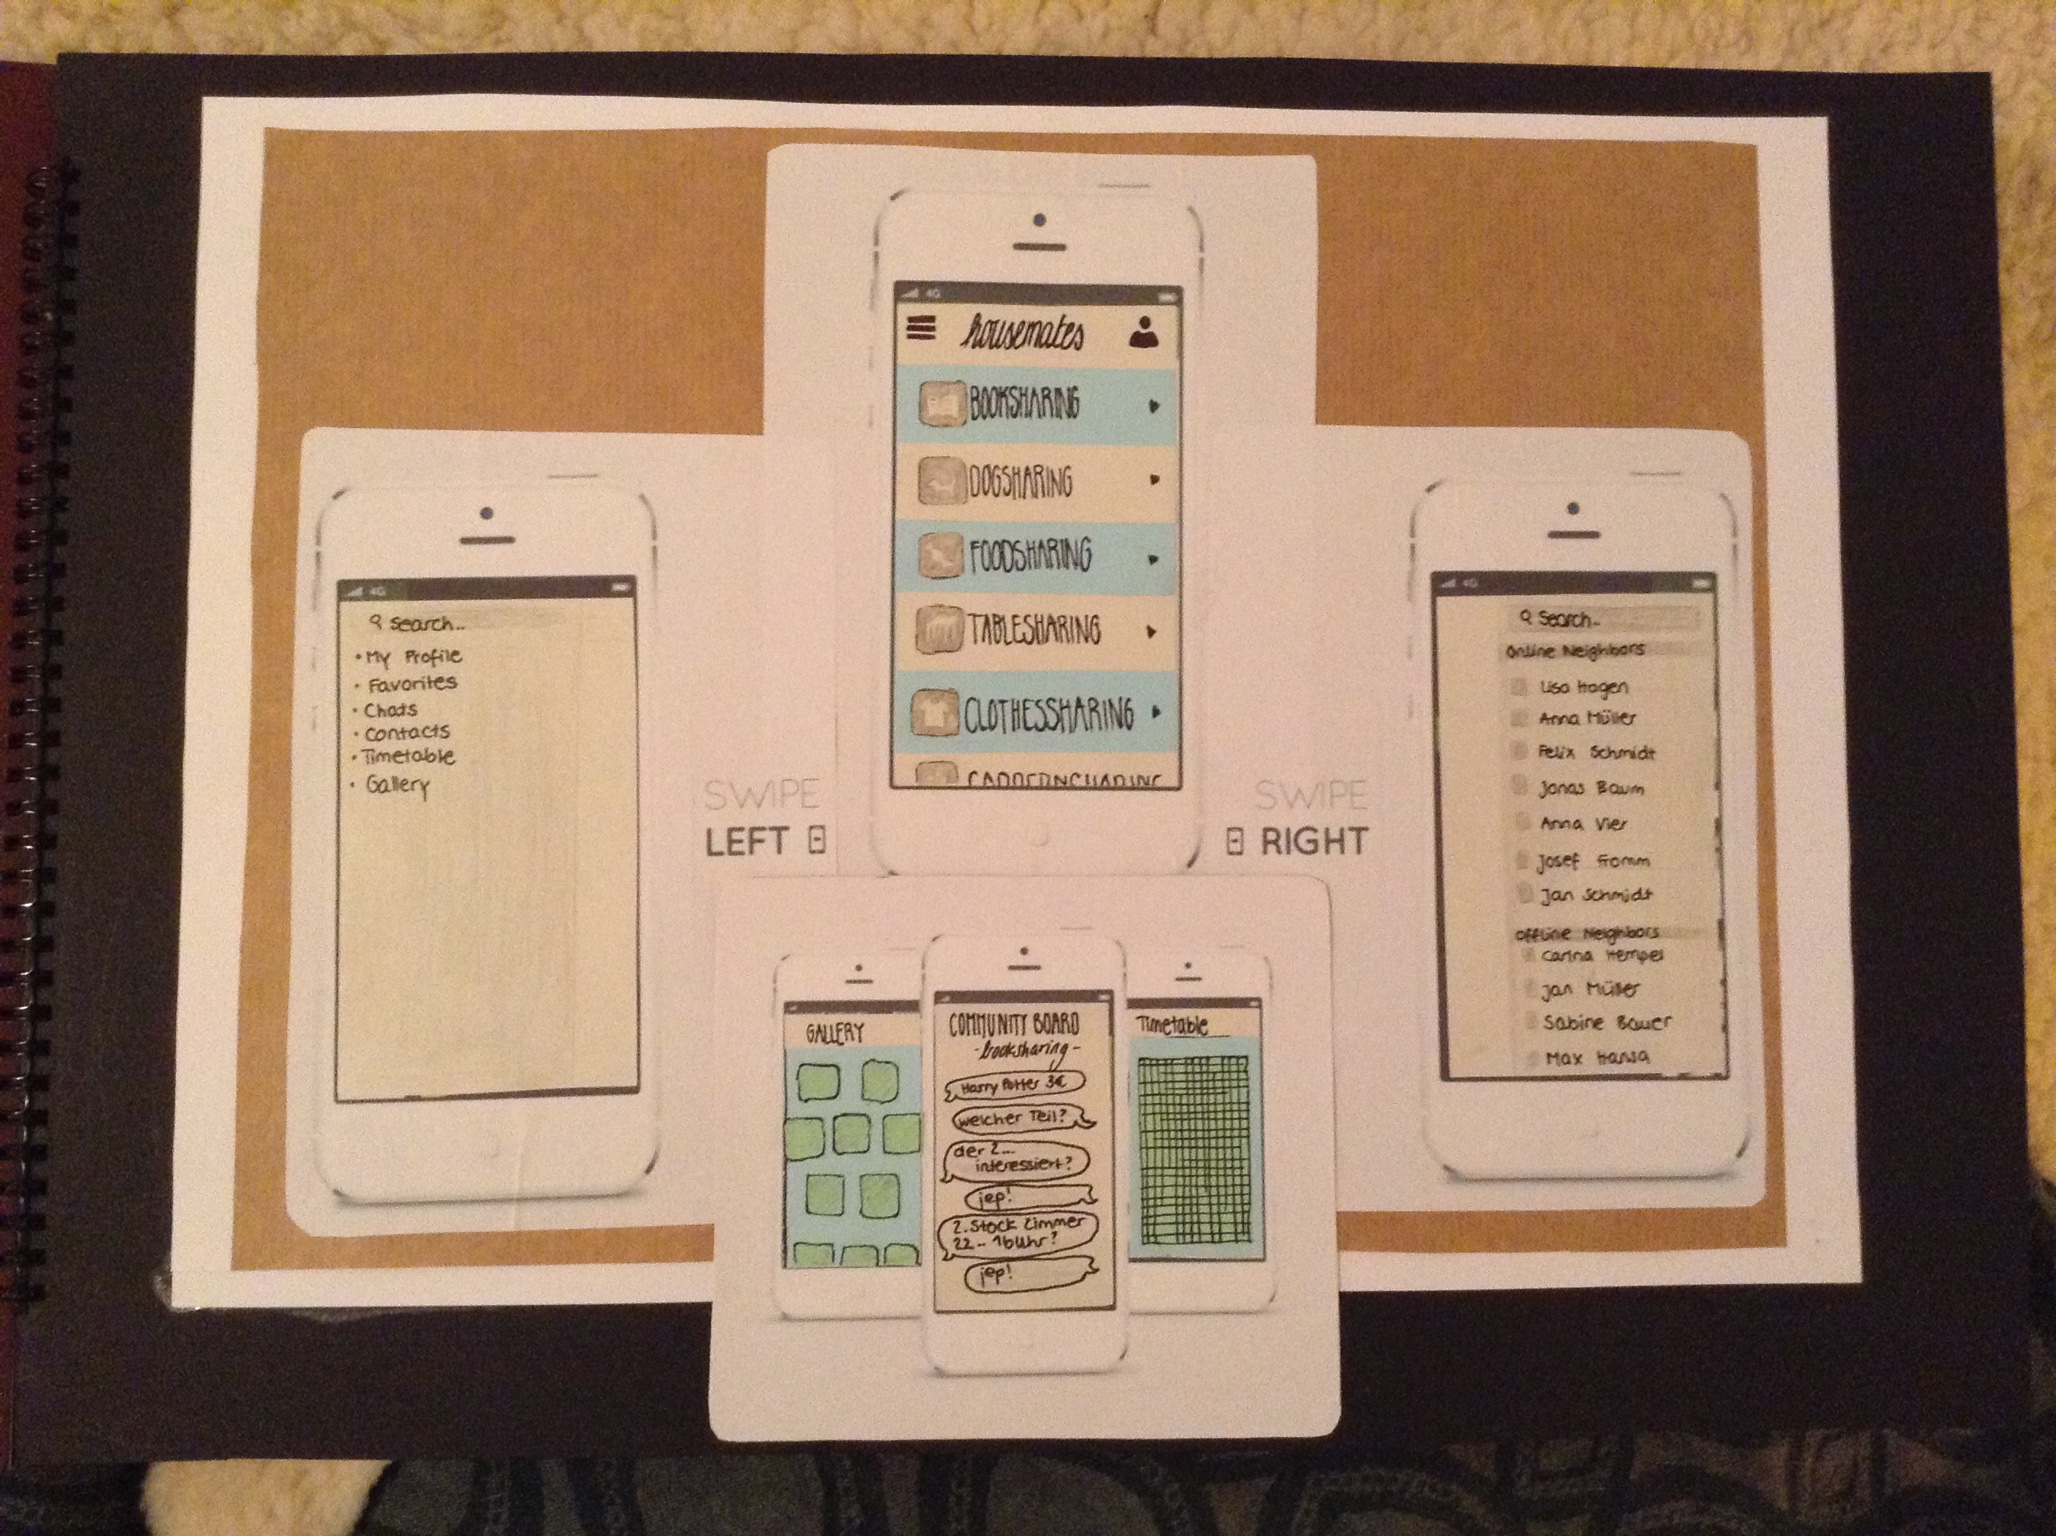 4G
housemates
BOOKSHARING
DOGSHARING
FOODSHARING
TABLESHARING
CLOTHESSHARING
4G
Search..
• My Profile
• Favorites
• Chats
• Contacts
• Timetable
• Gallery
SWIPE
LEFT
SWIPE
RIGHT
4G
Search..
Online Neighbors
Lisa Hagen
Anna Müller
Felix Schmidt
Jonas Baum
Anna Vier
Josef Fromm
Jan Schmidt
Offline Neighbors
Carina Hempel
Jan Müller
Sabine Bauer
Max Hansa
GALLERY
COMMUNITY BOARD
- booksharing -
Harry Potter 3€
welcher Teil?
der 2...
interessiert?
jep!
2. Stock Zimmer
22 - 16 Uhr?
jep!
Timetable